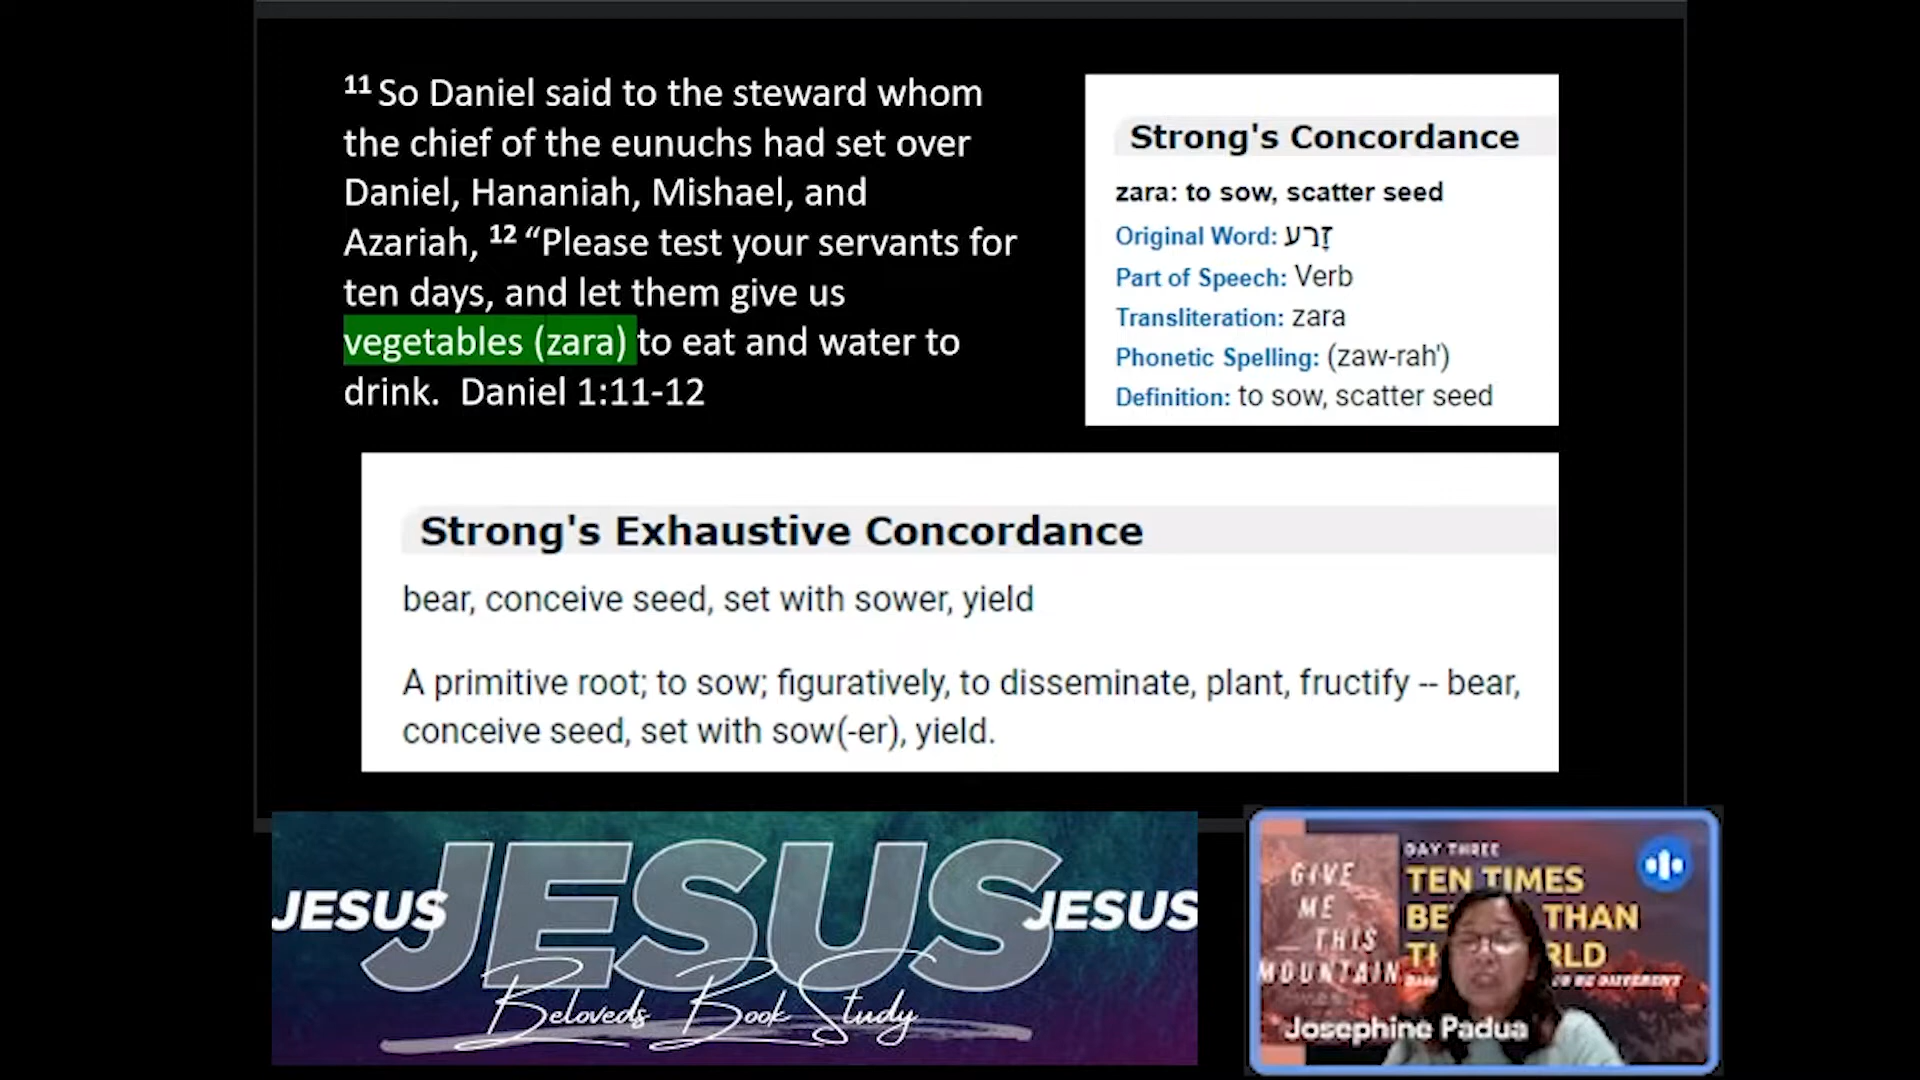 11 So Daniel said to the steward whom
the chief of the eunuchs had set over
Daniel, Hananiah, Mishael, and
Azariah, 12 “Please test your servants for
ten days, and let them give us
vegetables (zara) to eat and water to
drink.  Daniel 1:11-12
Strong's Concordance
zara: to sow, scatter seed
Original Word: זָרַע
Part of Speech: Verb
Transliteration: zara
Phonetic Spelling: (zaw-rah')
Definition: to sow, scatter seed
Strong's Exhaustive Concordance
bear, conceive seed, set with sower, yield
A primitive root; to sow; figuratively, to disseminate, plant, fructify -- bear,
conceive seed, set with sow(-er), yield.
JESUS JESUS JESUS
Beloveds Book Study
GIVE
ME
THIS
MOUNTAIN
DAY THREE
TEN TIMES
THAN
TO BE DIFFERENT
Josephine Padua